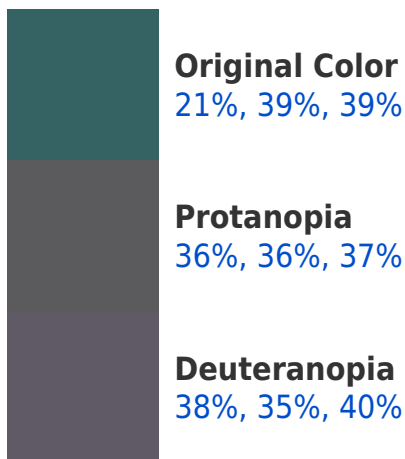 Original Color
21%, 39%, 39%
Protanopia
36%, 36%, 37%
Deuteranopia
38%, 35%, 40%